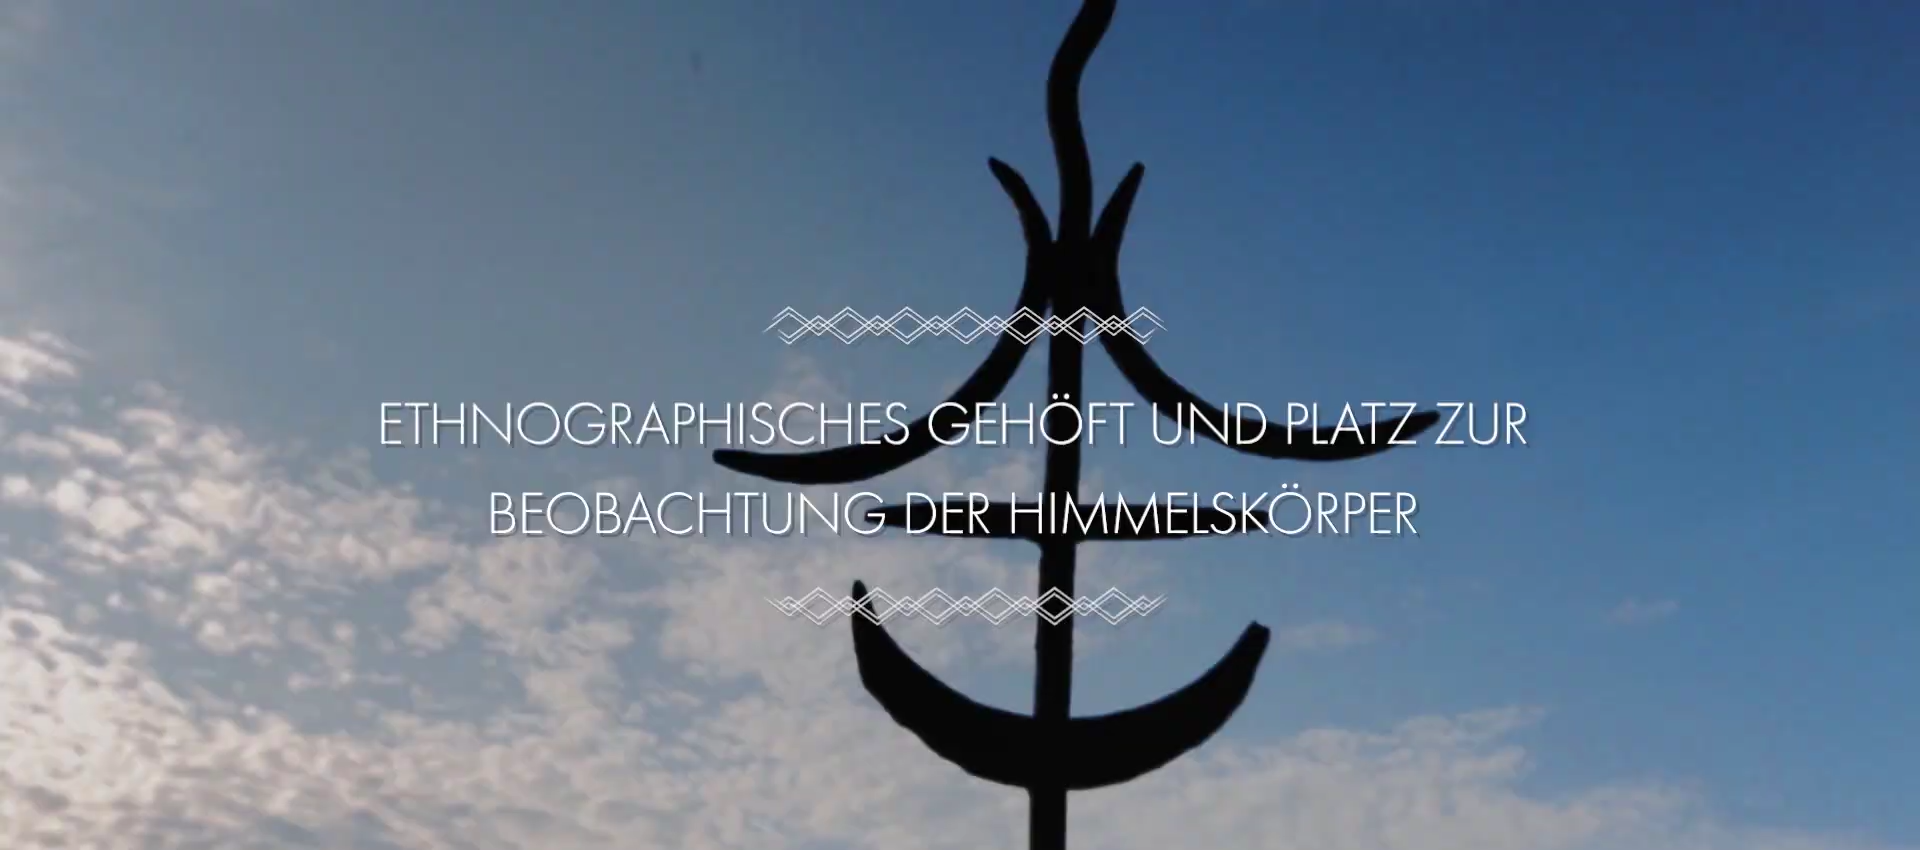 ETHNOGRAPHISCHES GEHÖFT UND PLATZ ZUR
BEOBACHTUNG DER HIMMELSKÖRPER